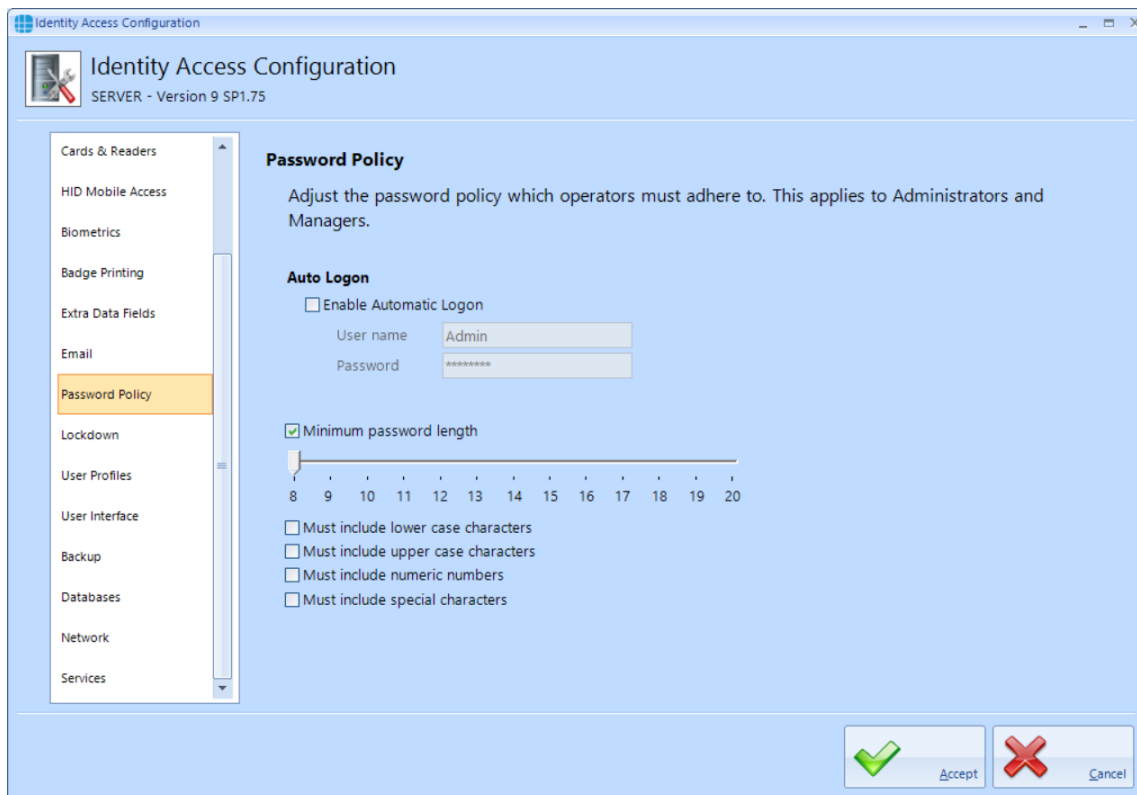 Identity Access Configuration
Identity Access Configuration
SERVER - Version 9 SP1.75
Cards & Readers
HID Mobile Access
Biometrics
Badge Printing
Extra Data Fields
Email
Password Policy
Lockdown
User Profiles
User Interface
Backup
Databases
Network
Services
Password Policy
Adjust the password policy which operators must adhere to. This applies to Administrators and
Managers.
Auto Logon
Enable Automatic Logon
User name Admin
Password ********
Minimum password length
8 9 10 11 12 13 14 15 16 17 18 19 20
Must include lower case characters
Must include upper case characters
Must include numeric numbers
Must include special characters
Accept Cancel